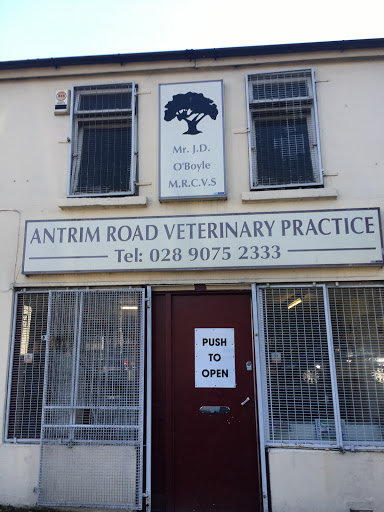 Mr. J.D.
O'Boyle
M.R.C.V.S
ANTRIM ROAD VETERINARY PRACTICE
Tel: 028 9075 2333
PUSH
TO
OPEN